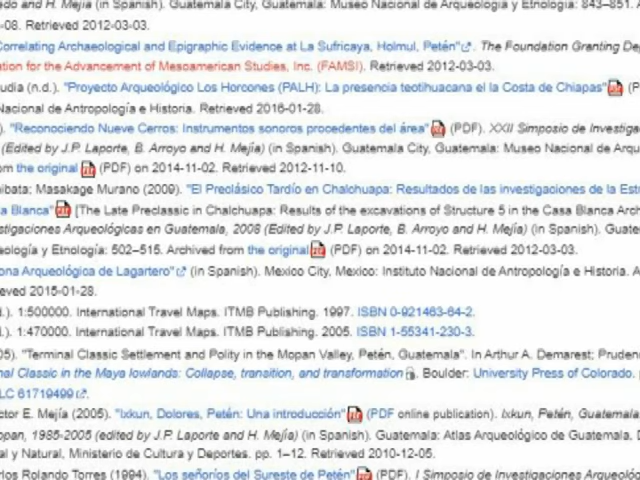 edo and H. Mejía (in Spanish). Guatemala City, Guatemala: Museo Nacional de Arqueología y Etnología: 843–851. A
-08. Retrieved 2012-03-03.
Correlating Archaeological and Epigraphic Evidence at La Sufricaya, Holmul, Petén". The Foundation Granting De
ation for the Advancement of Mesoamerican Studies, Inc. (FAMSI). Retrieved 2012-03-03.
udia (n.d.). "Proyecto Arqueológico Los Horcones (PALH): La presencia teotihuacana el la Costa de Chiapas" (P
Nacional de Antropología e Historia. Retrieved 2016-01-28.
). "Reconociendo Nueve Cerros: Instrumentos sonoros procedentes del área" (PDF). XXII Simposio de Investiga
(Edited by J.P. Laporte, B. Arroyo and H. Mejía) (in Spanish). Guatemala City, Guatemala: Museo Nacional de Arqu
om the original (PDF) on 2014-11-02. Retrieved 2012-11-10.
hibata; Masakage Murano (2009). "El Preclásico Tardío en Chalchuapa: Resultados de las investigaciones de la Est
a Blanca" [The Late Preclassic in Chalchuapa: Results of the excavations of Structure 5 in the Casa Blanca Arch
stigaciones Arqueológicas en Guatemala, 2008 (Edited by J.P. Laporte, B. Arroyo and H. Mejía) (in Spanish). Guate
eología y Etnología: 502–515. Archived from the original (PDF) on 2014-11-02. Retrieved 2012-03-03.
ona Arqueológica de Lagartero" (in Spanish). Mexico City, Mexico: Instituto Nacional de Antropología e Historia. A
eved 2015-01-28.
.). 1:500000. International Travel Maps. ITMB Publishing. 1997. ISBN 0-921463-64-2.
.). 1:470000. International Travel Maps. ITMB Publishing. 2005. ISBN 1-55341-230-3.
05). "Terminal Classic Settlement and Polity in the Mopan Valley, Petén, Guatemala". In Arthur A. Demarest; Pruden
nal Classic in the Maya lowlands: Collapse, transition, and transformation. Boulder: University Press of Colorado.
LC 61719499.
ctor E. Mejía (2005). "Ixkun, Dolores, Petén: Una introducción" (PDF online publication). Ixkun, Petén, Guatemala
opan, 1985-2005 (edited by J.P. Laporte and H. Mejía) (in Spanish). Guatemala: Atlas Arqueológico de Guatemala, D
al y Natural, Ministerio de Cultura y Deportes. pp. 1–12. Retrieved 2010-12-05.
rlos Rolando Torres (1994). "Los señoríos del Sureste de Petén" (PDF). I Simposio de Investigaciones Arqueológ